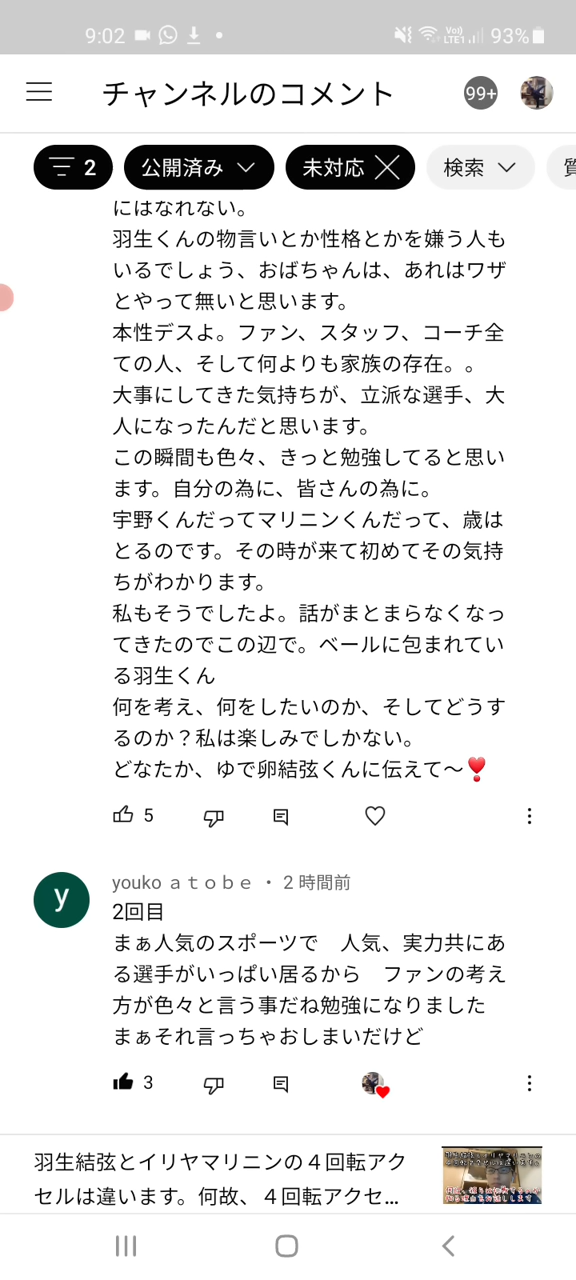 9:02
Vo)) LTE1 93%
チャンネルのコメント
99+
2 公開済み 未対応 検索 質
にはなれない。
羽生くんの物言いとか性格とかを嫌う人も
いるでしょう、おばちゃんは、あれはワザ
とやって無いと思います。
本性デスよ。ファン、スタッフ、コーチ全
ての人、そして何よりも家族の存在。。
大事にしてきた気持ちが、立派な選手、大
人になったんだと思います。
この瞬間も色々、きっと勉強してると思い
ます。自分の為に、皆さんの為に。
宇野くんだってマリニンくんだって、歳は
とるのです。その時が来て初めてその気持
ちがわかります。
私もそうでしたよ。話がまとまらなくなっ
てきたのでこの辺で。ベールに包まれてい
る羽生くん
何を考え、何をしたいのか、そしてどうす
るのか？私は楽しみでしかない。
どなたか、ゆで卵結弦くんに伝えて〜❣️
5
y
youko ａｔｏｂｅ ・ 2 時間前
2回目
まぁ人気のスポーツで　人気、実力共にあ
る選手がいっぱい居るから　ファンの考え
方が色々と言う事だね勉強になりました
まぁそれ言っちゃおしまいだけど
3
羽生結弦とイリヤマリニンの４回転アク
セルは違います。何故、４回転アクセ...